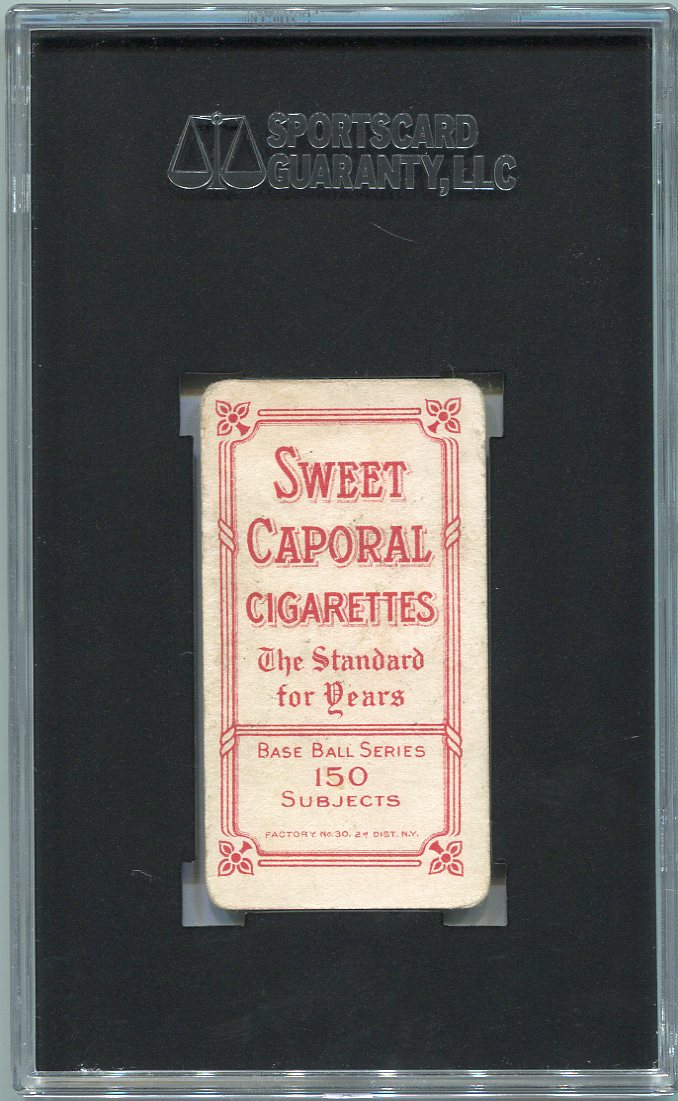 SPORTSCARD
GUARANTY, LLC
SWEET
CAPORAL
CIGARETTES
The Standard
for Years
BASE BALL SERIES
150
SUBJECTS
FACTORY No. 30, 2d DIST. N.Y.